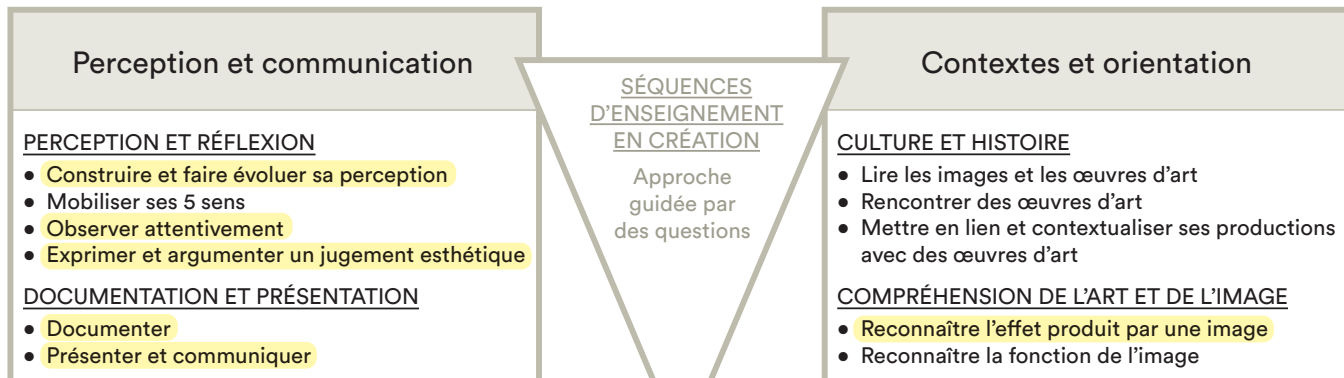 Perception et communication
PERCEPTION ET RÉFLEXION
● Construire et faire évoluer sa perception
● Mobiliser ses 5 sens
● Observer attentivement
● Exprimer et argumenter un jugement esthétique
DOCUMENTATION ET PRÉSENTATION
● Documenter
● Présenter et communiquer
SÉQUENCES
D’ENSEIGNEMENT
EN CRÉATION
Approche
guidée par
des questions
Contextes et orientation
CULTURE ET HISTOIRE
● Lire les images et les œuvres d’art
● Rencontrer des œuvres d’art
● Mettre en lien et contextualiser ses productions
avec des œuvres d’art
COMPRÉHENSION DE L’ART ET DE L’IMAGE
● Reconnaître l’effet produit par une image
● Reconnaître la fonction de l’image